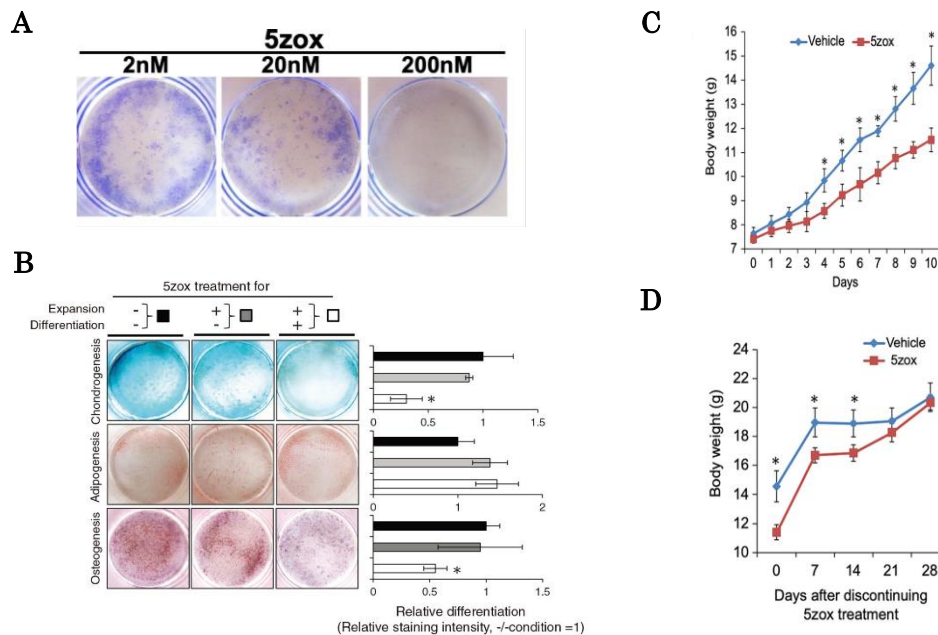 A
5zox
2nM 20nM 200nM
B
5zox treatment for
Expansion - + +
Differentiation - - +
Chondrogenesis
*
0 0.5 1 1.5
Adipogenesis
0 1 2
Osteogenesis
*
0 0.5 1 1.5
Relative differentiation
(Relative staining intensity, -/-condition =1)
C
Vehicle 5zox
Body weight (g)
16
15
14
13
12
11
10
9
8
7
* * * * * * *
0 1 2 3 4 5 6 7 8 9 10
Days
D
Vehicle
5zox
Body weight (g)
24
22
20
18
16
14
12
10
* * *
0 7 14 21 28
Days after discontinuing
5zox treatment